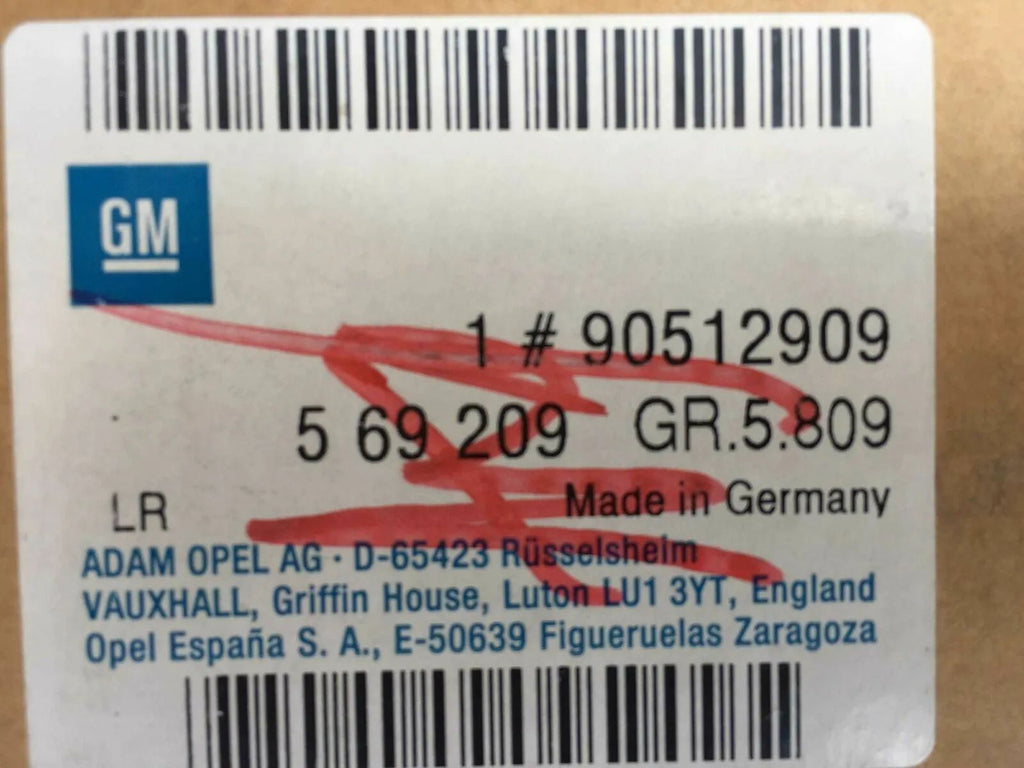 GM
1 # 90512909
5 69 209 GR.5.809
LR
Made in Germany
ADAM OPEL AG · D-65423 Rüsselsheim
VAUXHALL, Griffin House, Luton LU1 3YT, England
Opel España S. A., E-50639 Figueruelas Zaragoza